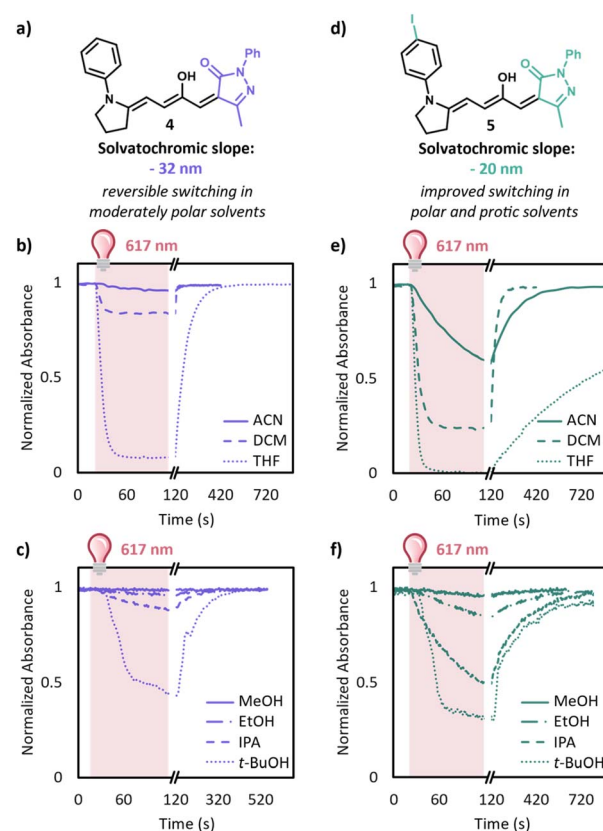 a)
N
O
OH
N
Ph
N
4
Solvatochromic slope:
- 32 nm
reversible switching in
moderately polar solvents
d)
I
N
O
OH
N
Ph
N
5
Solvatochromic slope:
- 20 nm
improved switching in
polar and protic solvents
b)
617 nm
Normalized Absorbance
1
0.5
0
ACN
DCM
THF
60 120 420 720
Time (s)
e)
617 nm
Normalized Absorbance
1
0.5
0
ACN
DCM
THF
0 60 120 420 720
Time (s)
c)
617 nm
Normalized Absorbance
1
0.5
0
MeOH
EtOH
IPA
t-BuOH
0 60 120 320 520
Time (s)
f)
617 nm
Normalized Absorbance
1
0.5
0
MeOH
EtOH
IPA
t-BuOH
0 60 120 420 720
Time (s)